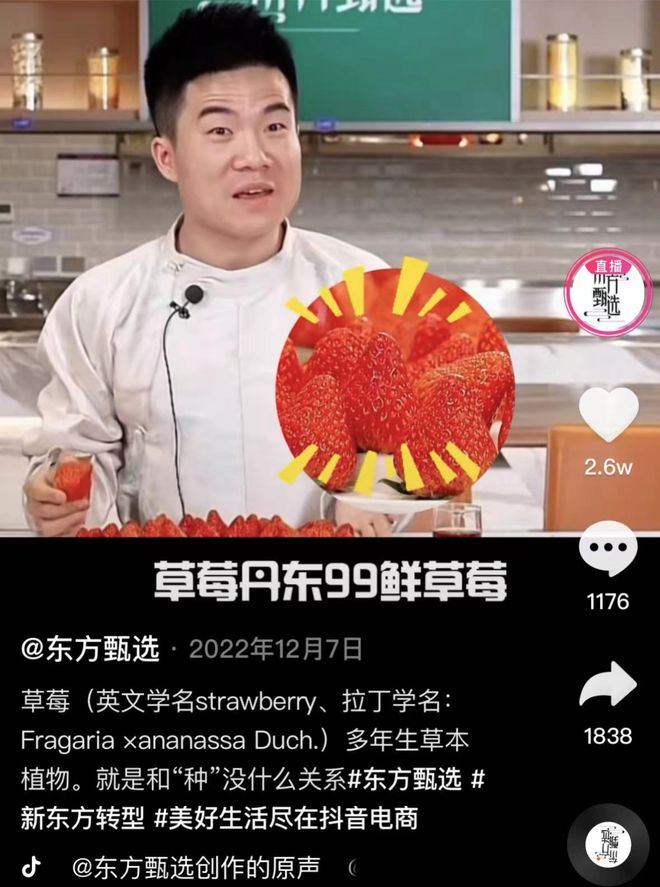 直播
东方甄选
2.6w
1176
草莓丹东99鲜草莓
1838
@东方甄选 · 2022年12月7日
草莓（英文学名strawberry、拉丁学名：
Fragaria ×ananassa Duch.）多年生草本
植物。就是和“种”没什么关系#东方甄选 #
新东方转型 #美好生活尽在抖音电商
@东方甄选创作的原声